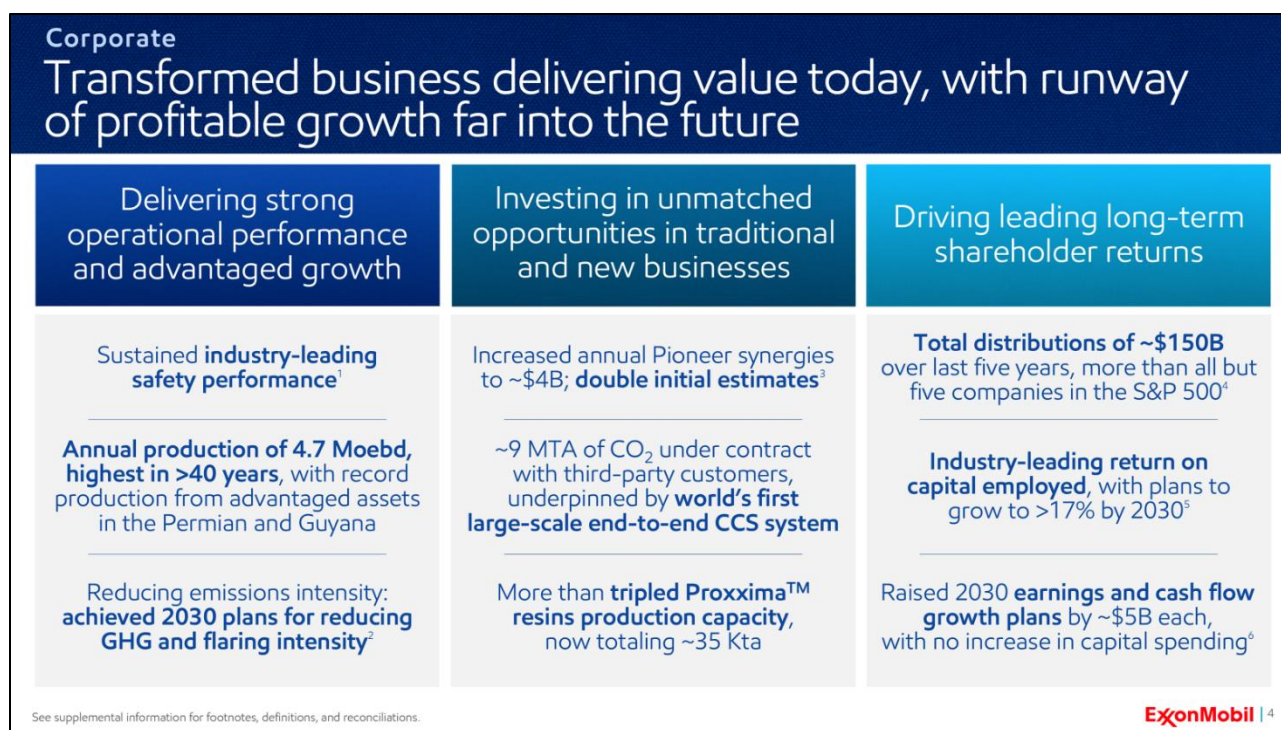 Corporate
Transformed business delivering value today, with runway
of profitable growth far into the future
Delivering strong
operational performance
and advantaged growth
Sustained industry-leading
safety performance¹
Annual production of 4.7 Moebd,
highest in >40 years, with record
production from advantaged assets
in the Permian and Guyana
Reducing emissions intensity:
achieved 2030 plans for reducing
GHG and flaring intensity²
Investing in unmatched
opportunities in traditional
and new businesses
Increased annual Pioneer synergies
to ~$4B; double initial estimates³
~9 MTA of CO₂ under contract
with third-party customers,
underpinned by world's first
large-scale end-to-end CCS system
More than tripled Proxxima™
resins production capacity,
now totaling ~35 Kta
Driving leading long-term
shareholder returns
Total distributions of ~$150B
over last five years, more than all but
five companies in the S&P 500⁴
Industry-leading return on
capital employed, with plans to
grow to >17% by 2030⁵
Raised 2030 earnings and cash flow
growth plans by ~$5B each,
with no increase in capital spending⁶
See supplemental information for footnotes, definitions, and reconciliations.
ExxonMobil | 4